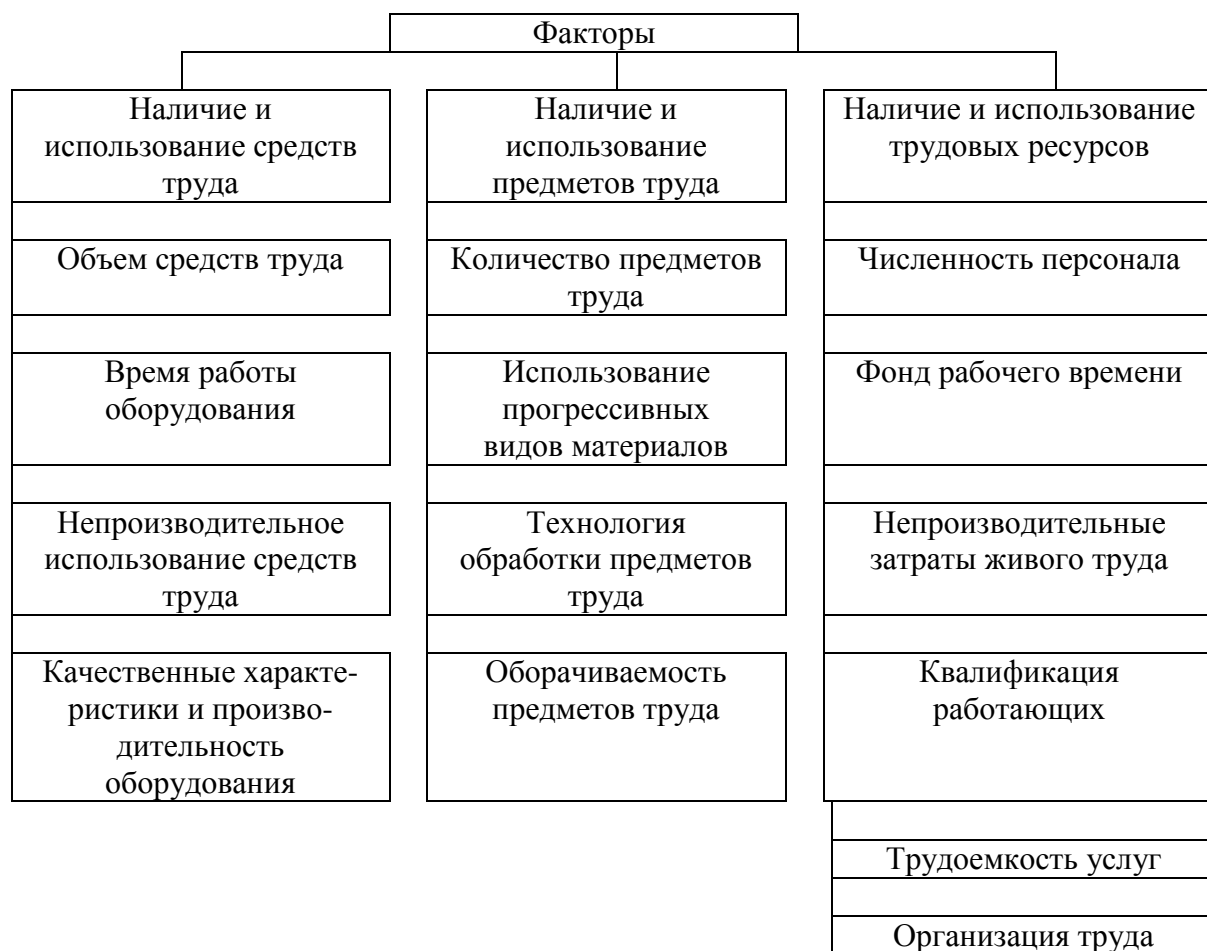 Факторы
Наличие и
использование средств
труда
Объем средств труда
Время работы
оборудования
Непроизводительное
использование средств
труда
Качественные характе-
ристики и произво-
дительность
оборудования
Наличие и
использование
предметов труда
Количество предметов
труда
Использование
прогрессивных
видов материалов
Технология
обработки предметов
труда
Оборачиваемость
предметов труда
Наличие и использование
трудовых ресурсов
Численность персонала
Фонд рабочего времени
Непроизводительные
затраты живого труда
Квалификация
работающих
Трудоемкость услуг
Организация труда